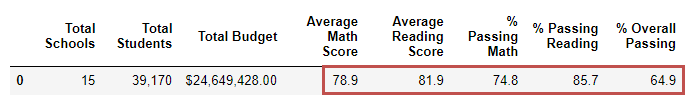 Total Schools Total Students Total Budget Average Math Score Average Reading Score % Passing Math % Passing Reading % Overall Passing
0 15 39,170 $24,649,428.00 78.9 81.9 74.8 85.7 64.9